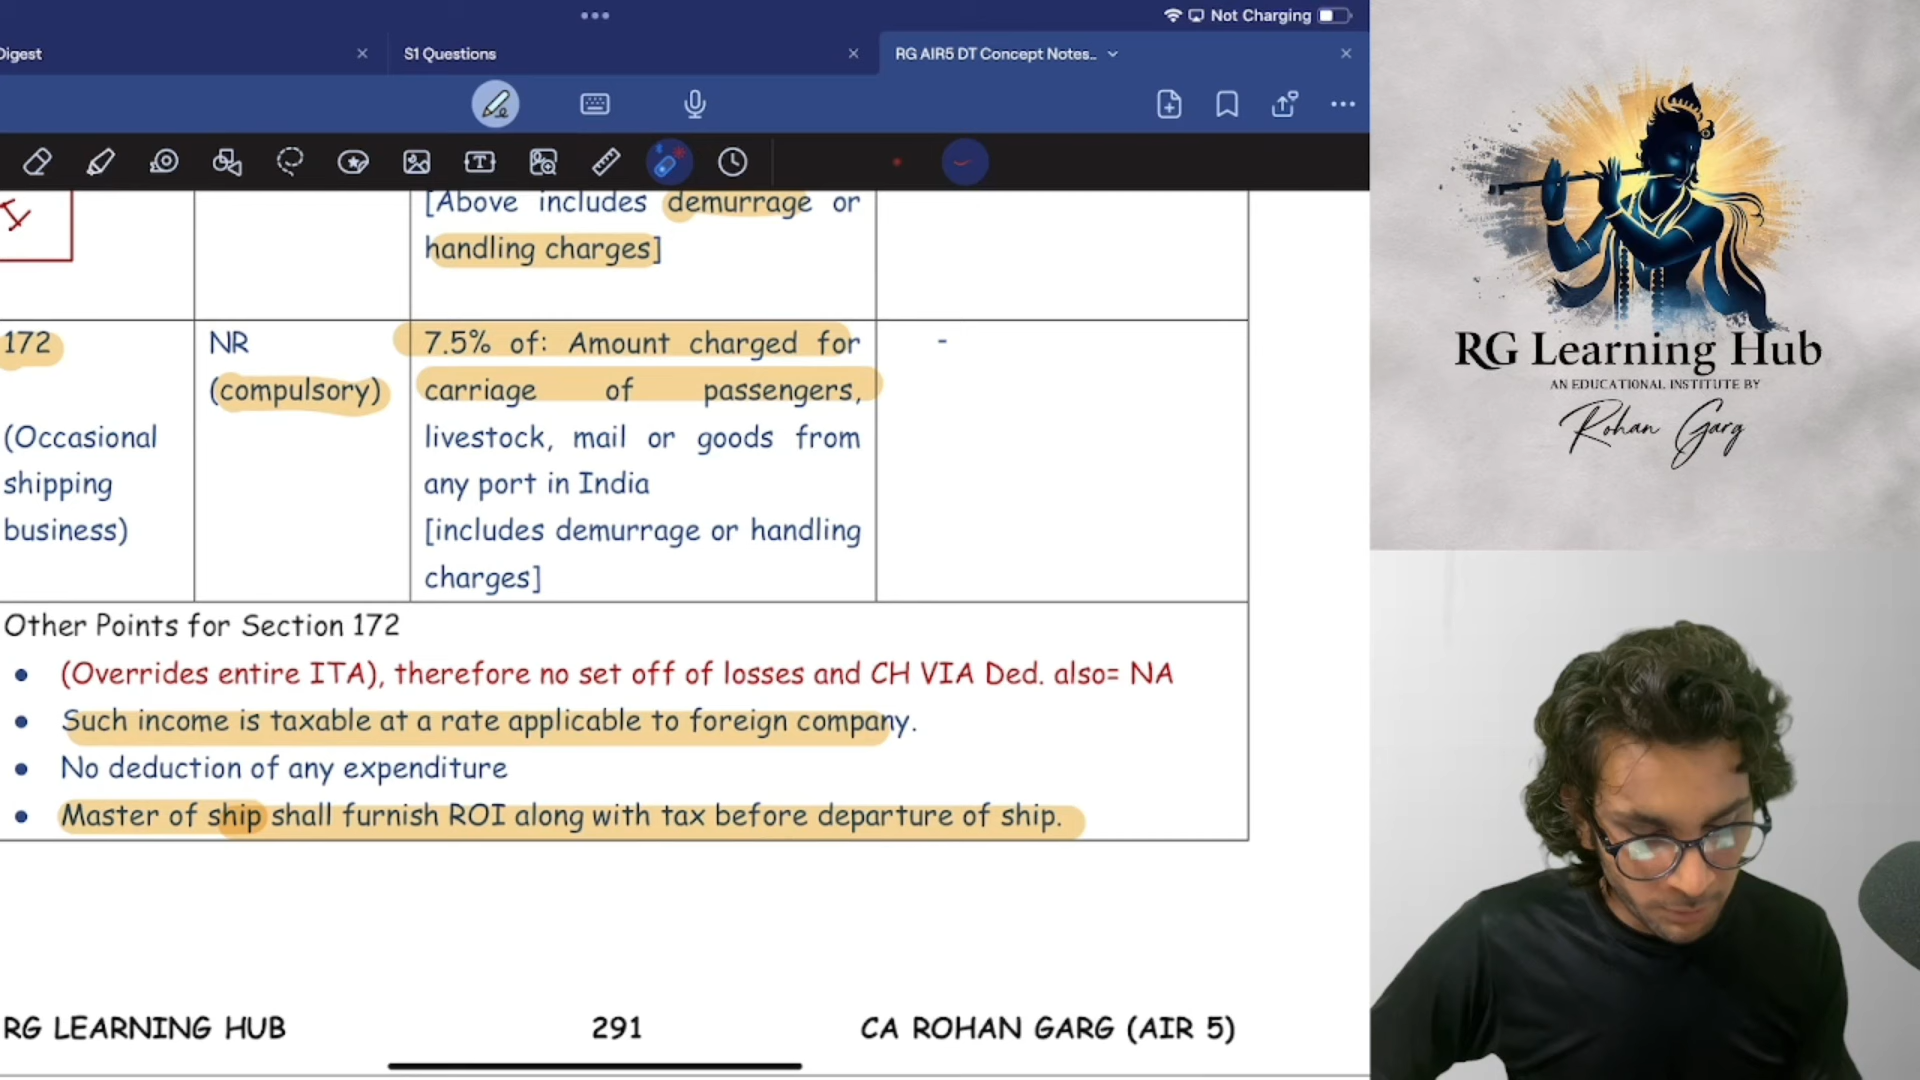 Not Charging
Digest
S1 Questions
RG AIR5 DT Concept Notes..
[Above includes demurrage or
handling charges]
172
(Occasional
shipping
business)
NR
(compulsory)
7.5% of: Amount charged for
carriage of passengers,
livestock, mail or goods from
any port in India
[includes demurrage or handling
charges]
-
Other Points for Section 172
• (Overrides entire ITA), therefore no set off of losses and CH VIA Ded. also= NA
• Such income is taxable at a rate applicable to foreign company.
• No deduction of any expenditure
• Master of ship shall furnish ROI along with tax before departure of ship.
RG LEARNING HUB
291
CA ROHAN GARG (AIR 5)
RG Learning Hub
AN EDUCATIONAL INSTITUTE BY
Rohan Garg